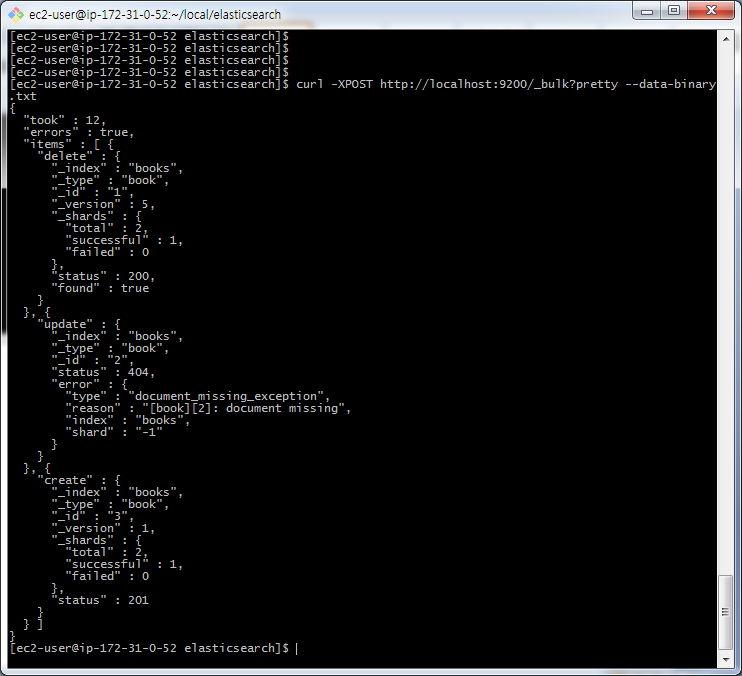 ec2-user@ip-172-31-0-52:~/local/elasticsearch
[ec2-user@ip-172-31-0-52 elasticsearch]$
[ec2-user@ip-172-31-0-52 elasticsearch]$
[ec2-user@ip-172-31-0-52 elasticsearch]$
[ec2-user@ip-172-31-0-52 elasticsearch]$
[ec2-user@ip-172-31-0-52 elasticsearch]$ curl -XPOST http://localhost:9200/_bulk?pretty --data-binary
.txt
{
  "took" : 12,
  "errors" : true,
  "items" : [ {
    "delete" : {
      "_index" : "books",
      "_type" : "book",
      "_id" : "1",
      "_version" : 5,
      "_shards" : {
        "total" : 2,
        "successful" : 1,
        "failed" : 0
      },
      "status" : 200,
      "found" : true
    }
  }, {
    "update" : {
      "_index" : "books",
      "_type" : "book",
      "_id" : "2",
      "status" : 404,
      "error" : {
        "type" : "document_missing_exception",
        "reason" : "[book][2]: document missing",
        "index" : "books",
        "shard" : "-1"
      }
    }
  }, {
    "create" : {
      "_index" : "books",
      "_type" : "book",
      "_id" : "3",
      "_version" : 1,
      "_shards" : {
        "total" : 2,
        "successful" : 1,
        "failed" : 0
      },
      "status" : 201
    }
  } ]
}
[ec2-user@ip-172-31-0-52 elasticsearch]$